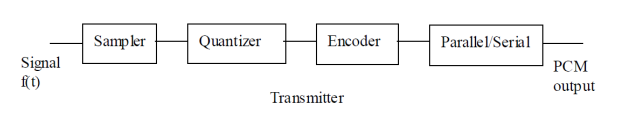 Sampler
Quantizer
Encoder
Parallel/Serial
Signal
f(t)
PCM
output
Transmitter